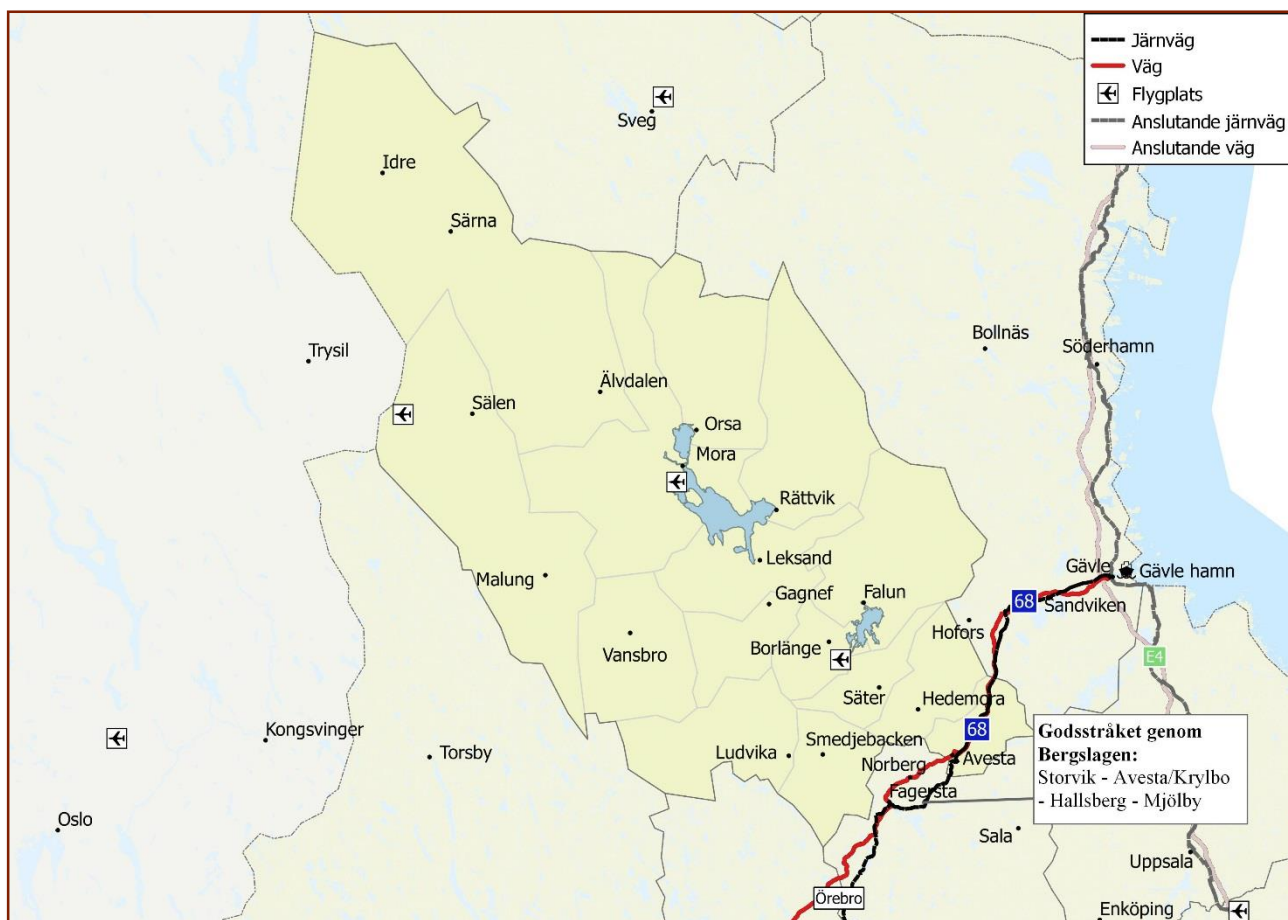 Järnväg
Väg
Flygplats
Anslutande järnväg
Anslutande väg
Sveg
Idre
Särna
Trysil
Bollnäs
Söderhamn
Älvdalen
Sälen
Orsa
Mora
Rättvik
Leksand
Gävle
Gävle hamn
Malung
Gagnef
Falun
68
Sandviken
Hofors
Vansbro
Borlänge
E4
Säter
Hedemora
68
Kongsvinger
Torsby
Ludvika
Smedjebacken
Norberg
Avesta
Godsstråket genom
Bergslagen:
Storvik - Avesta/Krylbo
- Hallsberg - Mjölby
Fagersta
Oslo
Sala
Uppsala
Örebro
Enköping